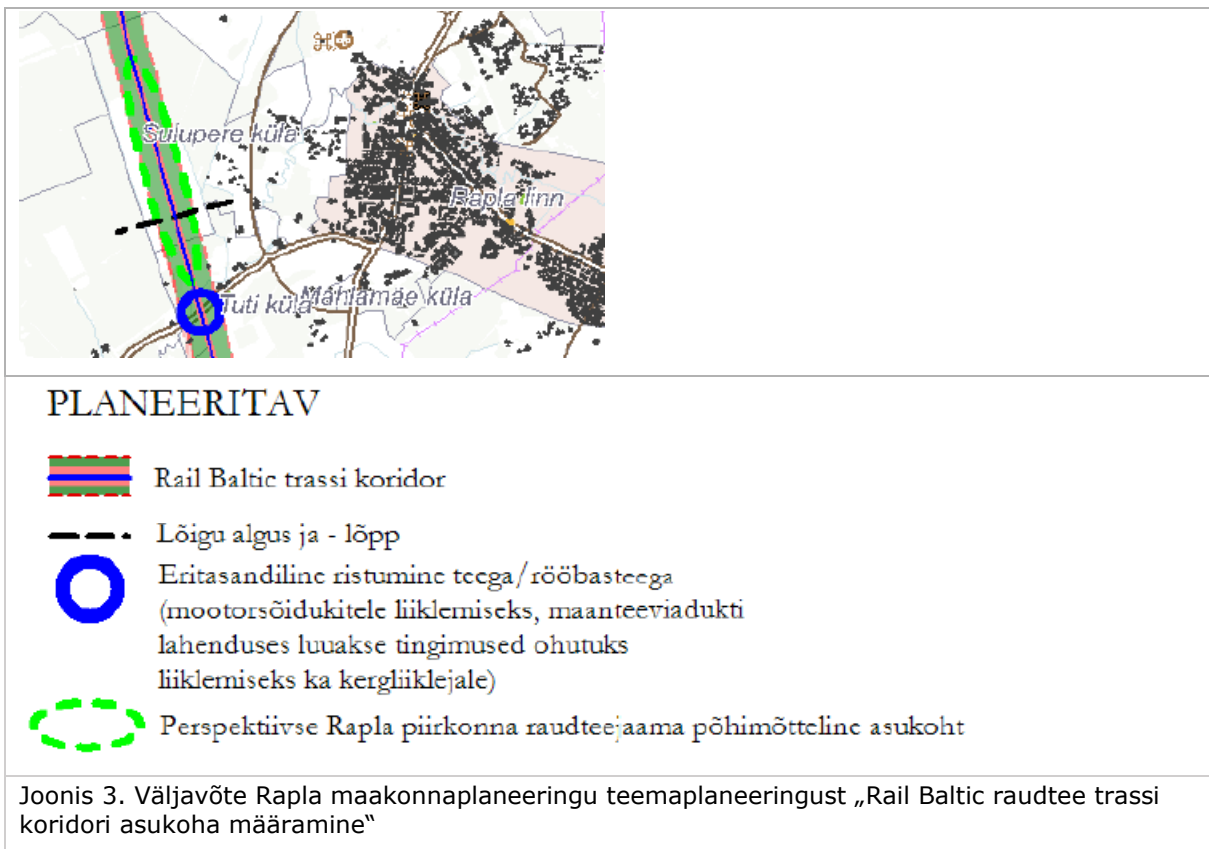 Sulupere küla
Rapla linn
Tuti küla
Mahlamäe küla
PLANEERITAV
Rail Baltic trassi koridor
Lõigu algus ja - lõpp
Eritasandiline ristumine teega/rööbasteega
(mootorsõidukitele liiklemiseks, maanteeviadukti
lahenduses luuakse tingimused ohutuks
liiklemiseks ka kergliiklejale)
Perspektiivse Rapla piirkonna raudteejaama põhimõtteline asukoht
Joonis 3. Väljavõte Rapla maakonnaplaneeringu teemaplaneeringust „Rail Baltic raudtee trassi
koridori asukoha määramine“